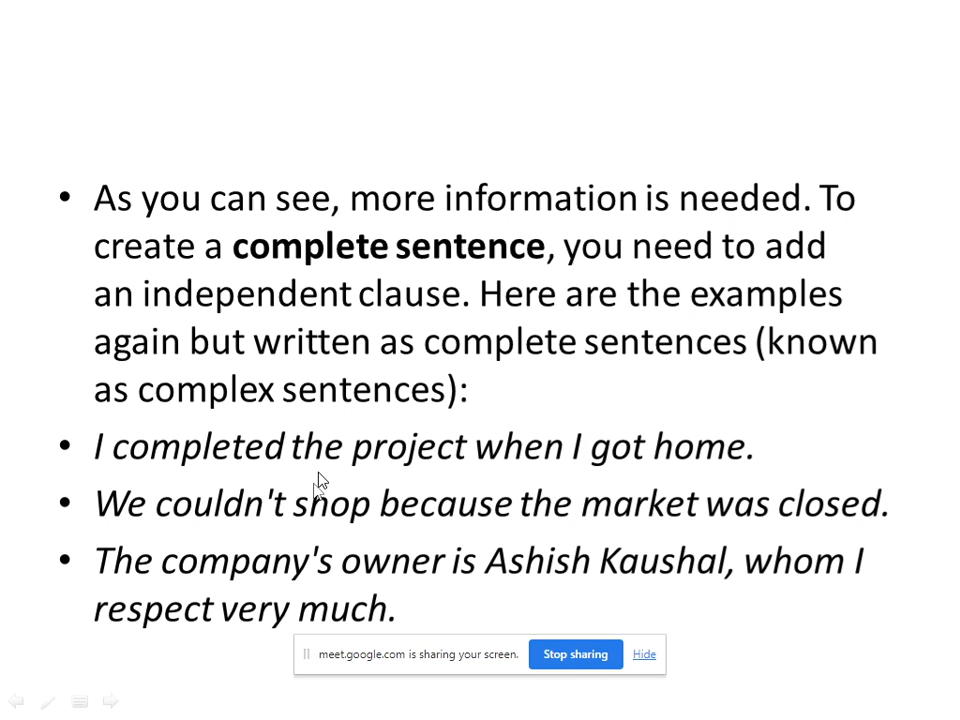 • As you can see, more information is needed. To
create a complete sentence, you need to add
an independent clause. Here are the examples
again but written as complete sentences (known
as complex sentences):
• I completed the project when I got home.
• We couldn't shop because the market was closed.
• The company's owner is Ashish Kaushal, whom I
respect very much.
meet.google.com is sharing your screen. Stop sharing Hide